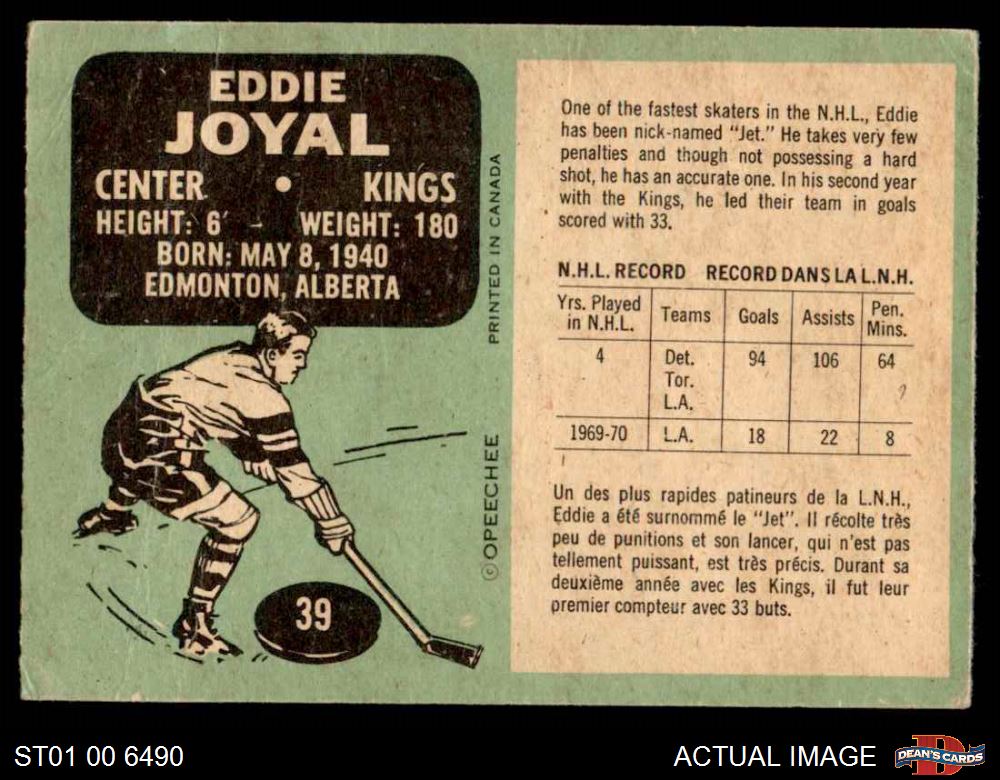 EDDIE
JOYAL
CENTER • KINGS
HEIGHT: 6' - WEIGHT: 180
BORN: MAY 8, 1940
EDMONTON, ALBERTA
39
©OPEECHEE PRINTED IN CANADA
One of the fastest skaters in the N.H.L., Eddie
has been nick-named "Jet." He takes very few
penalties and though not possessing a hard
shot, he has an accurate one. In his second year
with the Kings, he led their team in goals
scored with 33.
N.H.L. RECORD RECORD DANS LA L.N.H.
Yrs. Played
in N.H.L. Teams Goals Assists Pen.
Mins.
4 Det. 94 106 64
Tor.
L.A.
1969-70 L.A. 18 22 8
Un des plus rapides patineurs de la L.N.H.,
Eddie a été surnommé le "Jet". Il récolte très
peu de punitions et son lancer, qui n'est pas
tellement puissant, est très précis. Durant sa
deuxième année avec les Kings, il fut leur
premier compteur avec 33 buts.
ST01 00 6490
ACTUAL IMAGE
DEAN'S CARDS